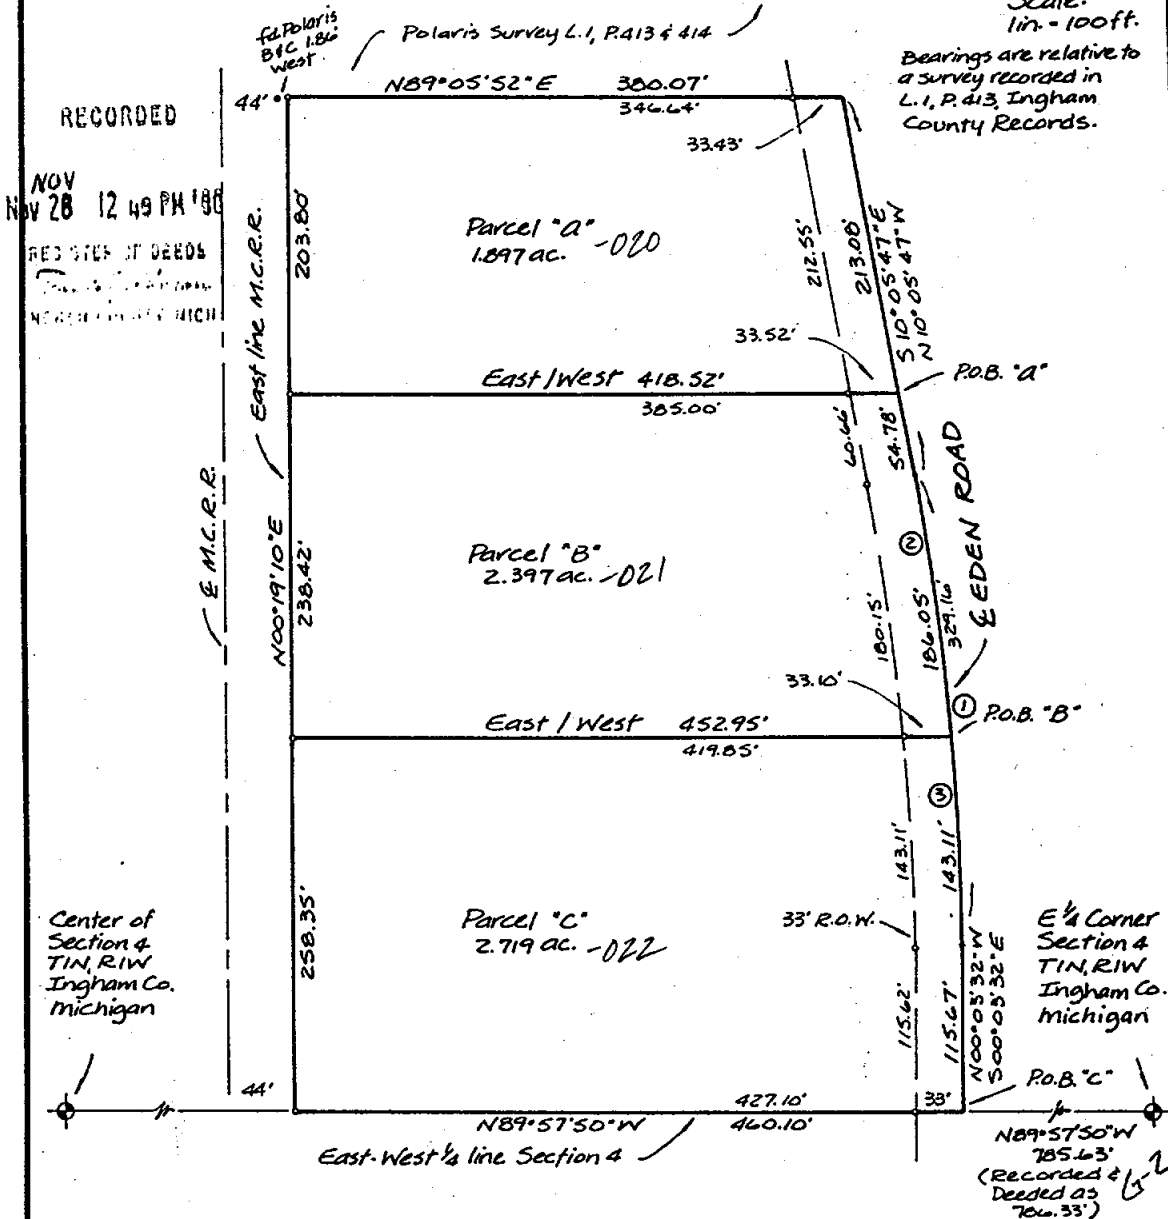 Scale:
1in.-100ft.
Bearings are relative to
a survey recorded in
L.1, P.413, Ingham
County Records.
fd. Polaris
B&C 1.86'
west
Polaris Survey L.1, P.413 & 414
N89°05'52"E 380.07'
346.64'
33.43'
44'
RECORDED
NOV
Nov 28 12 49 PM '80
REGISTER OF DEEDS
East line M.C.R.R.
203.80'
Parcel "A"
1.897 ac. -020
212.55'
213.08'
S10°05'47"E
N10°05'47"W
33.52'
P.O.B. "A"
East/West 418.52'
385.00'
60.66'
54.78'
℄ EDEN ROAD
℄ M.C.R.R.
N00°19'10"E
238.42'
Parcel "B"
2.397 ac. -021
2
180.15'
186.05'
329.16'
33.10'
1
P.O.B. "B"
East/West 452.95'
419.85'
3
143.11'
143.11'
258.35'
Parcel "C"
2.719 ac. -022
33' R.O.W.
115.62'
115.67'
N00°03'32"W
S00°03'32"E
Center of
Section 4
T1N, R1W
Ingham Co.
Michigan
E ¼ Corner
Section 4
T1N, R1W
Ingham Co.
Michigan
44'
P.O.B. "C"
427.10'
33'
N89°57'50"W 460.10'
East-West ¼ line Section 4
N89°57'50"W
785.63'
(Recorded &
Deeded as
786.33')
G-2